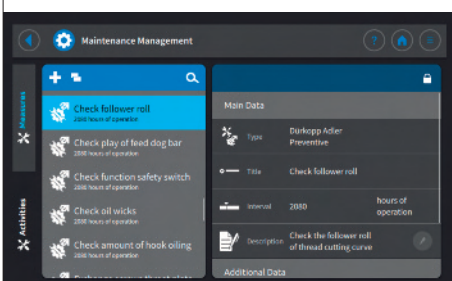 Maintenance Management
?
Measures
Activities
Check follower roll
2080 hours of operation
Check play of feed dog bar
2080 hours of operation
Check function safety switch
2080 hours of operation
Check oil wicks
2080 hours of operation
Check amount of hook oiling
2080 hours of operation
Main Data
Type
Dürkopp Adler
Preventive
Title
Check follower roll
Interval
2080
hours of
operation
Description
Check the follower roll
of thread cutting curve
Additional Data